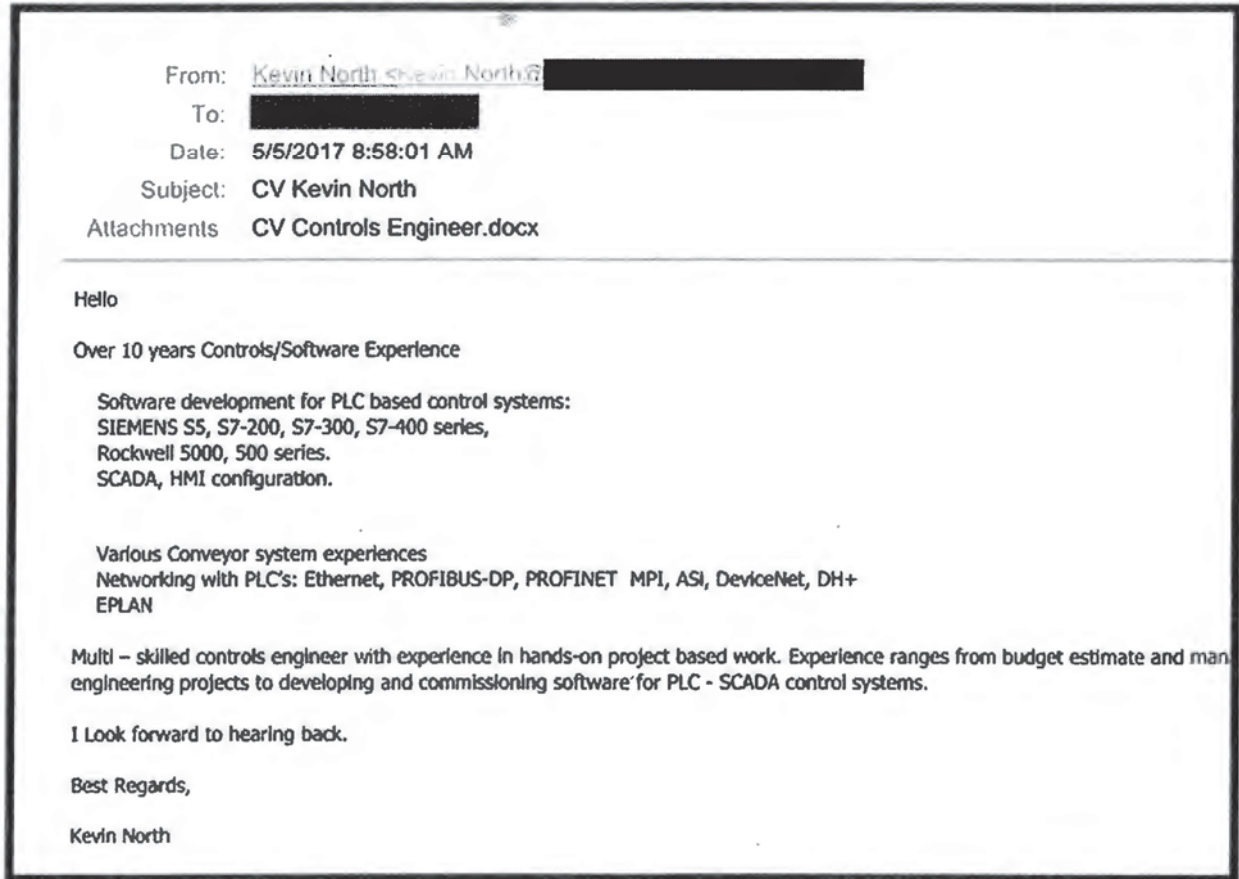 From: Kevin North <Kevin North@
To:
Date: 5/5/2017 8:58:01 AM
Subject: CV Kevin North
Attachments CV Controls Engineer.docx
Hello
Over 10 years Controls/Software Experience
Software development for PLC based control systems:
SIEMENS S5, S7-200, S7-300, S7-400 series,
Rockwell 5000, 500 series.
SCADA, HMI configuration.
Various Conveyor system experiences
Networking with PLC's: Ethernet, PROFIBUS-DP, PROFINET MPI, ASI, DeviceNet, DH+
EPLAN
Multi – skilled controls engineer with experience in hands-on project based work. Experience ranges from budget estimate and man
engineering projects to developing and commissioning software for PLC - SCADA control systems.
I Look forward to hearing back.
Best Regards,
Kevin North